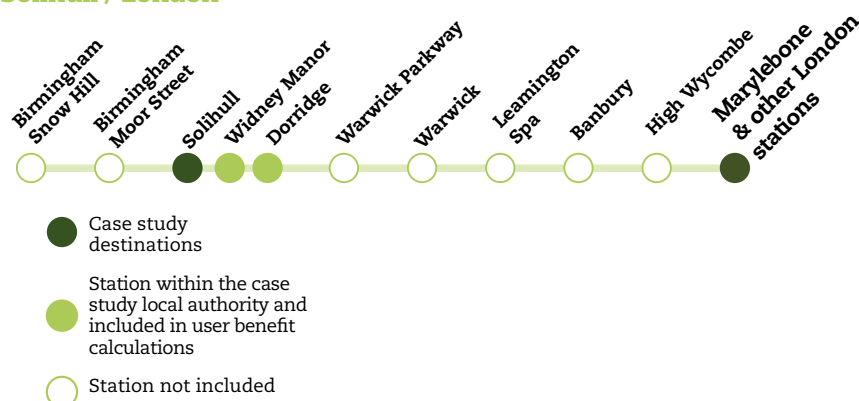 Solihull / London
Birmingham
Snow Hill
Birmingham
Moor Street
Solihull
Widney Manor
Dorridge
Warwick Parkway
Warwick
Leamington
Spa
Banbury
High Wycombe
Marylebone
& other London
stations
Case study
destinations
Station within the case
study local authority and
included in user benefit
calculations
Station not included